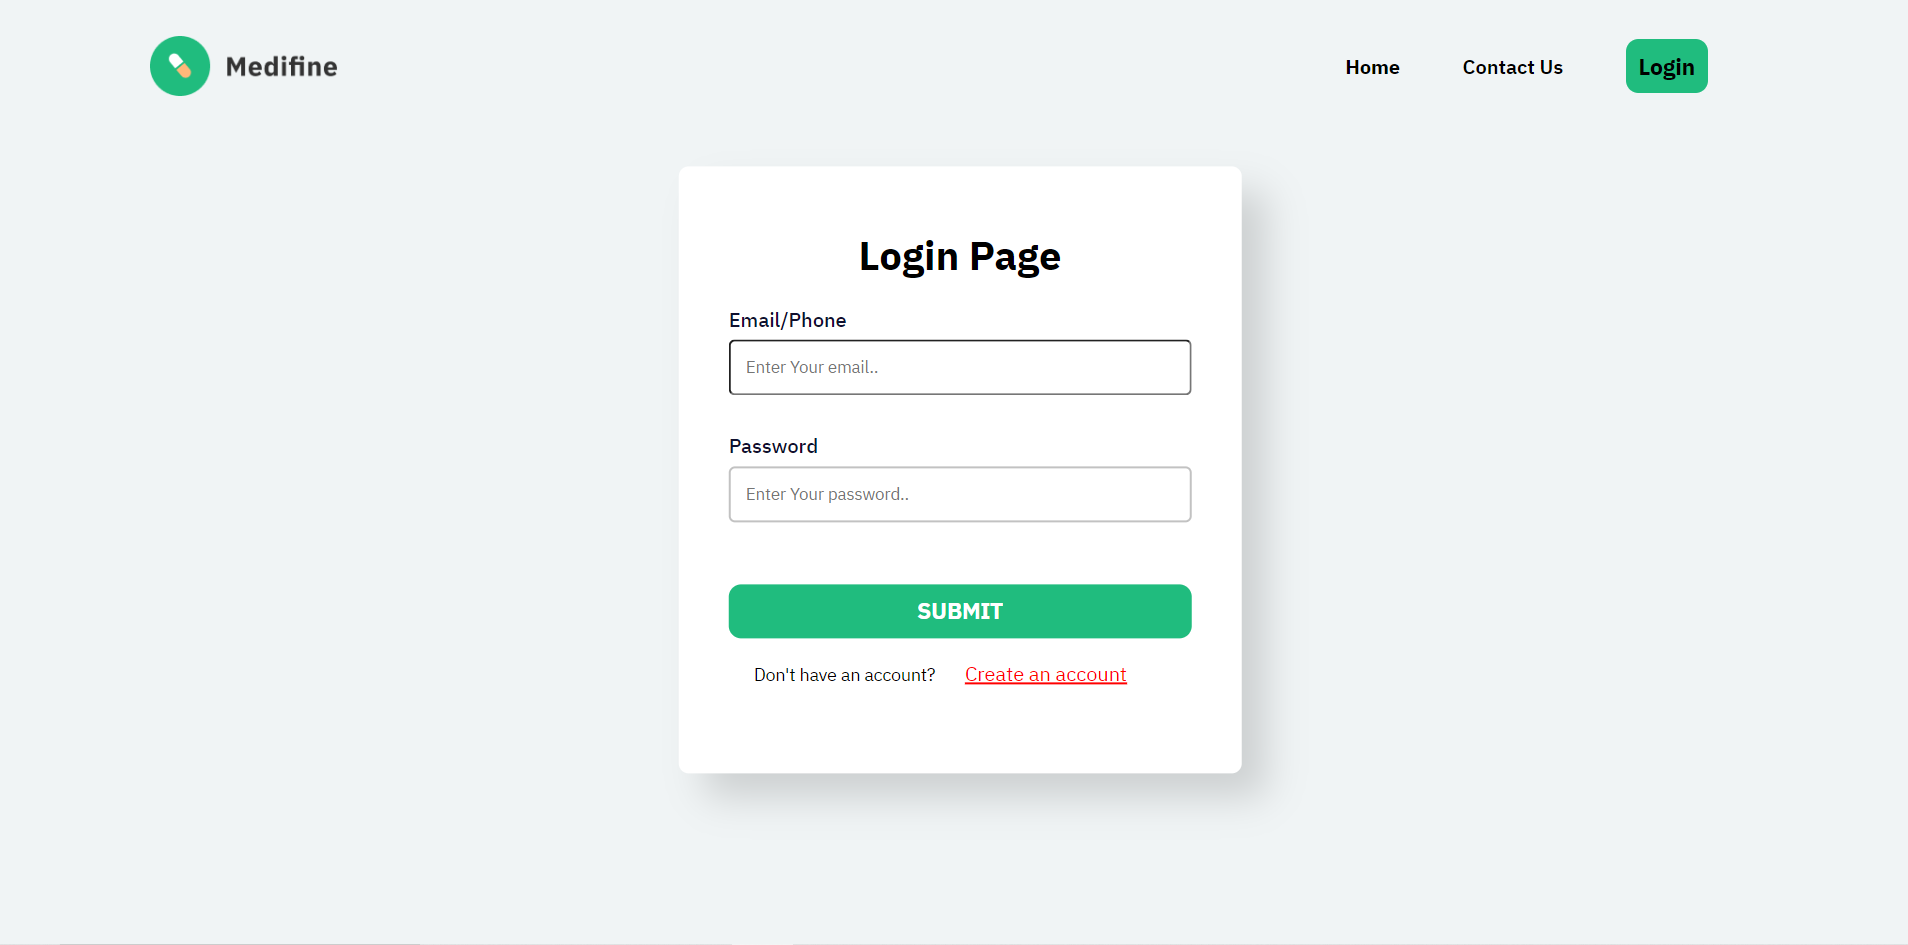 Medifine
Home Contact Us Login
Login Page
Email/Phone
Enter Your email..
Password
Enter Your password..
SUBMIT
Don't have an account? Create an account